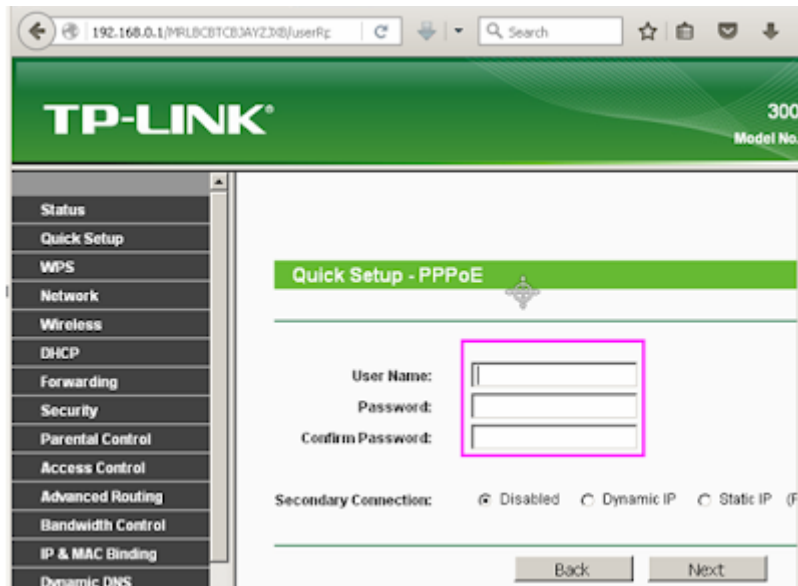 192.168.0.1/MRLBCBTCBJAYZJXB/userRp
C
Search
TP-LINK®
300
Model No.
Status
Quick Setup
WPS
Network
Wireless
DHCP
Forwarding
Security
Parental Control
Access Control
Advanced Routing
Bandwidth Control
IP & MAC Binding
Dynamic DNS
Quick Setup - PPPoE
User Name:
Password:
Confirm Password:
Secondary Connection: Disabled Dynamic IP Static IP (F
Back Next